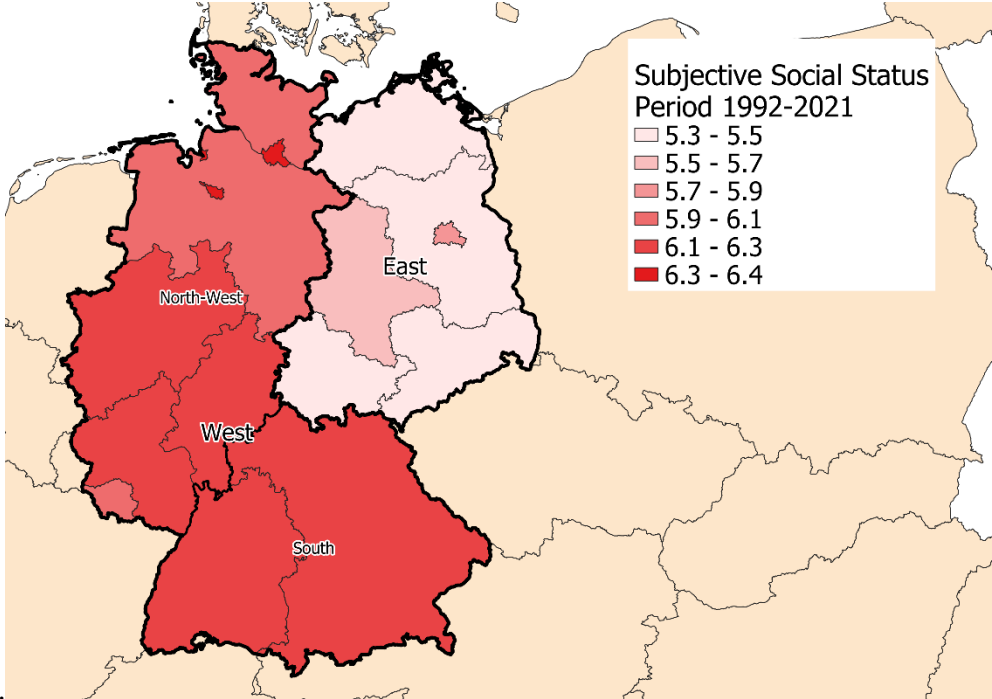 Subjective Social Status
Period 1992-2021
5.3 - 5.5
5.5 - 5.7
5.7 - 5.9
5.9 - 6.1
6.1 - 6.3
6.3 - 6.4
East
North-West
West
South